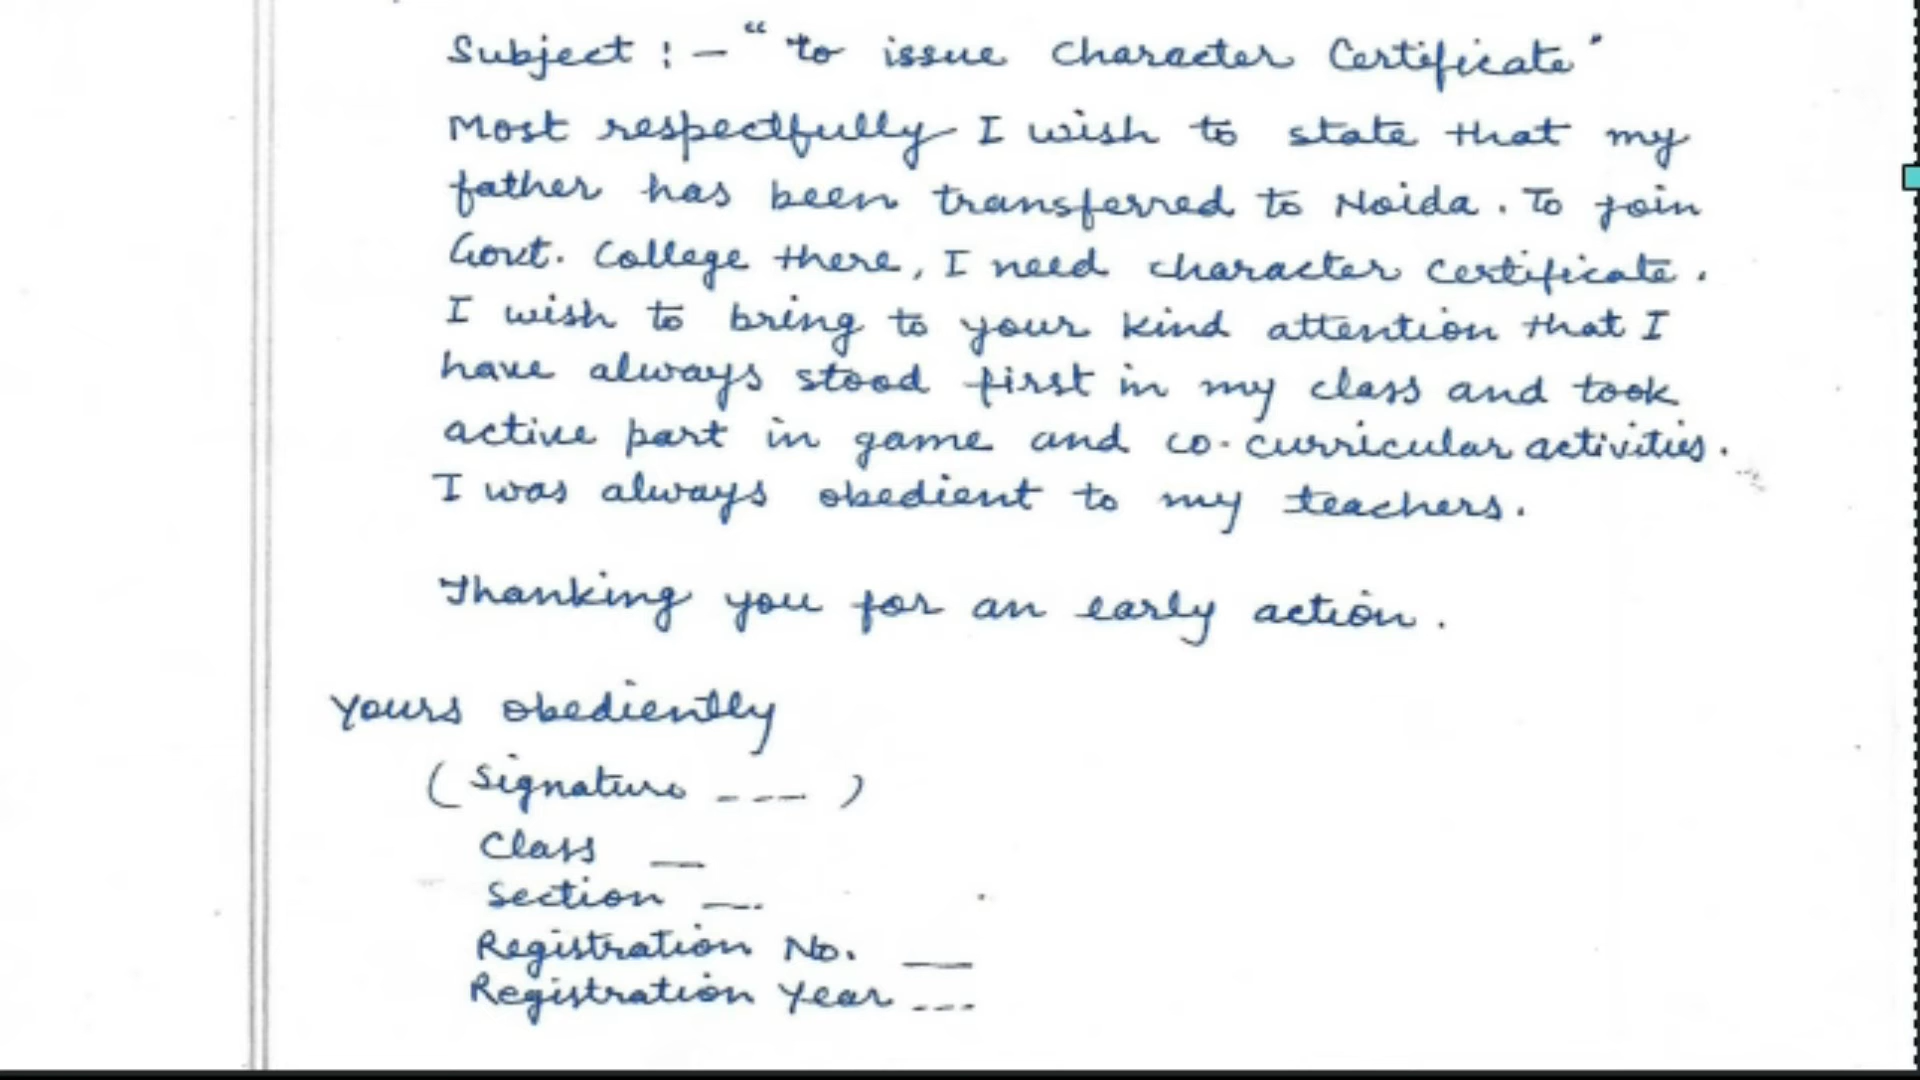 Subject :- "to issue Character Certificate"
Most respectfully I wish to state that my
father has been transferred to Noida. To join
Govt. College there, I need character certificate.
I wish to bring to your kind attention that I
have always stood first in my class and took
active part in game and co-curricular activities.
I was always obedient to my teachers.
Thanking you for an early action.
Yours obediently
(Signature ---)
Class __
Section __.
Registration No. __
Registration Year ---